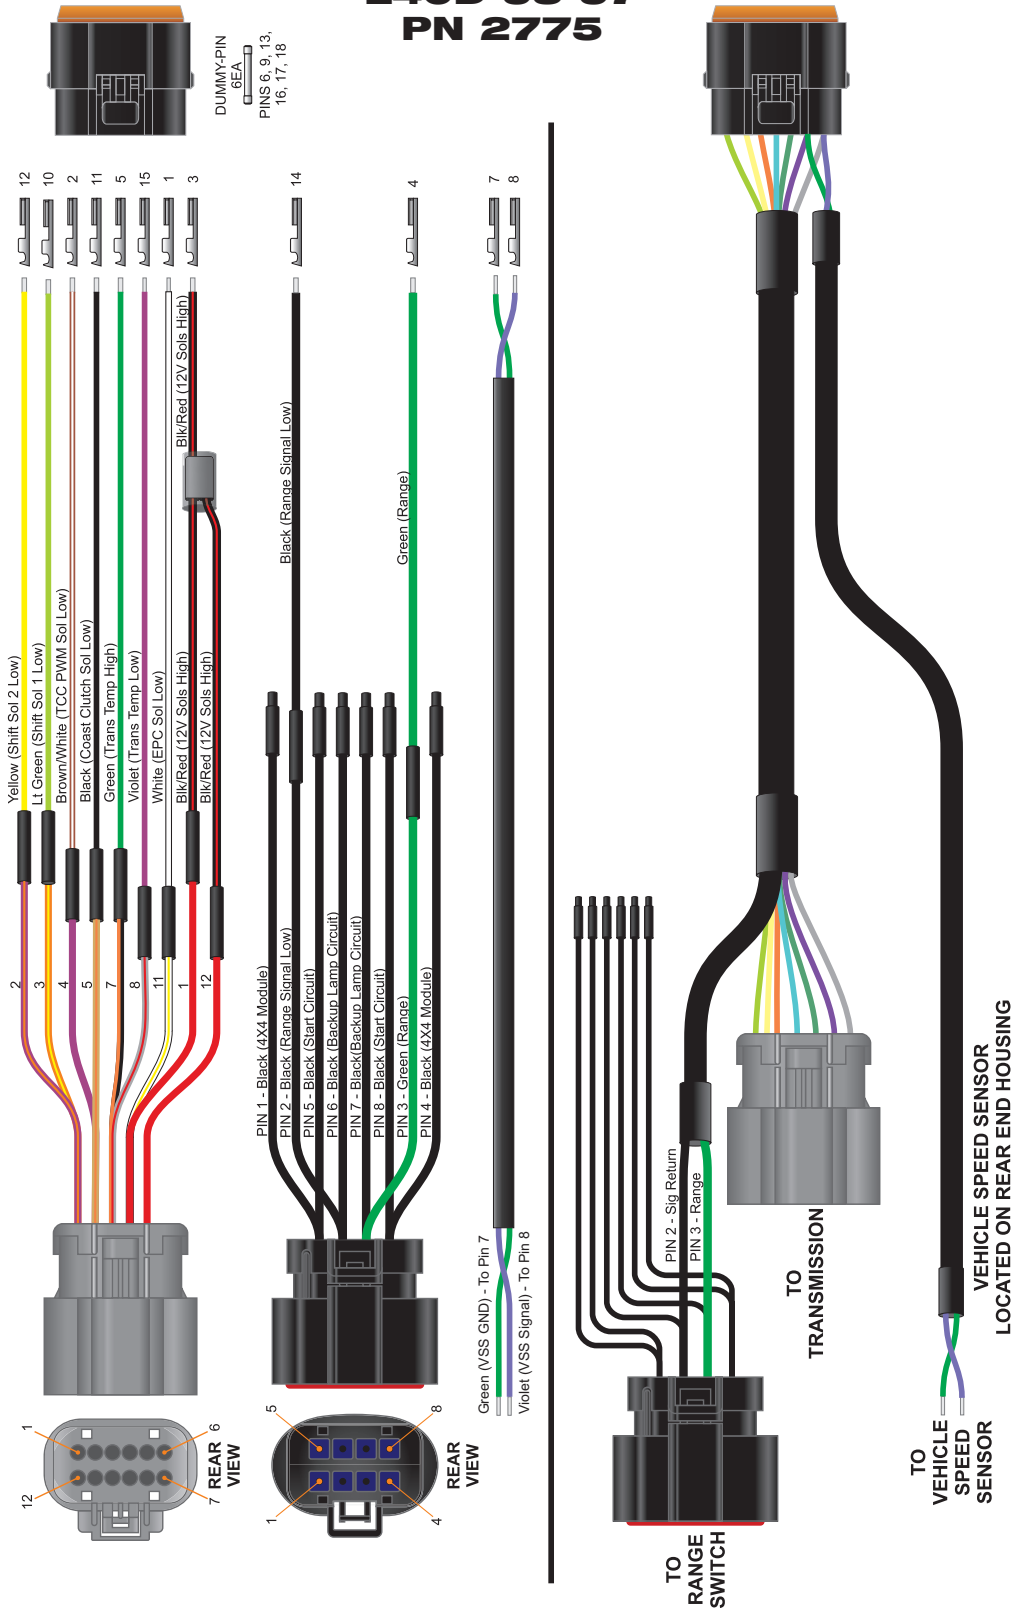 PN 2775
DUMMY-PIN
6EA
PINS 6, 9, 13,
16, 17, 18
12
10
2
11
5
15
1
3
14
4
7
8
Yellow (Shift Sol 2 Low)
Lt Green (Shift Sol 1 Low)
Brown/White (TCC PWM Sol Low)
Black (Coast Clutch Sol Low)
Green (Trans Temp High)
Violet (Trans Temp Low)
White (EPC Sol Low)
Blk/Red (12V Sols High)
Blk/Red (12V Sols High)
Blk/Red (12V Sols High)
2
3
4
5
7
8
11
1
12
Black (Range Signal Low)
Green (Range)
PIN 1 - Black (4X4 Module)
PIN 2 - Black (Range Signal Low)
PIN 5 - Black (Start Circuit)
PIN 6 - Black (Backup Lamp Circuit)
PIN 7 - Black(Backup Lamp Circuit)
PIN 8 - Black (Start Circuit)
PIN 3 - Green (Range)
PIN 4 - Black (4X4 Module)
Green (VSS GND) - To Pin 7
Violet (VSS Signal) - To Pin 8
1
12
6
7
REAR
VIEW
5
1
8
4
REAR
VIEW
PIN 2 - Sig Return
PIN 3 - Range
TO
TRANSMISSION
VEHICLE SPEED SENSOR
LOCATED ON REAR END HOUSING
TO
VEHICLE
SPEED
SENSOR
TO
RANGE
SWITCH